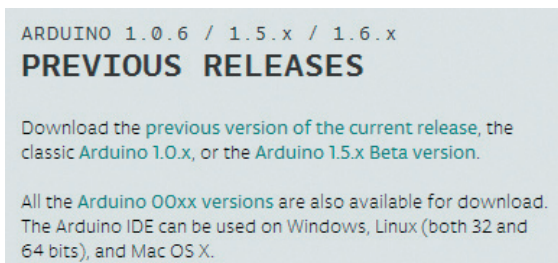 ARDUINO 1.0.6 / 1.5.x / 1.6.x
PREVIOUS RELEASES
Download the previous version of the current release, the
classic Arduino 1.0.x, or the Arduino 1.5.x Beta version.
All the Arduino 00xx versions are also available for download.
The Arduino IDE can be used on Windows, Linux (both 32 and
64 bits), and Mac OS X.